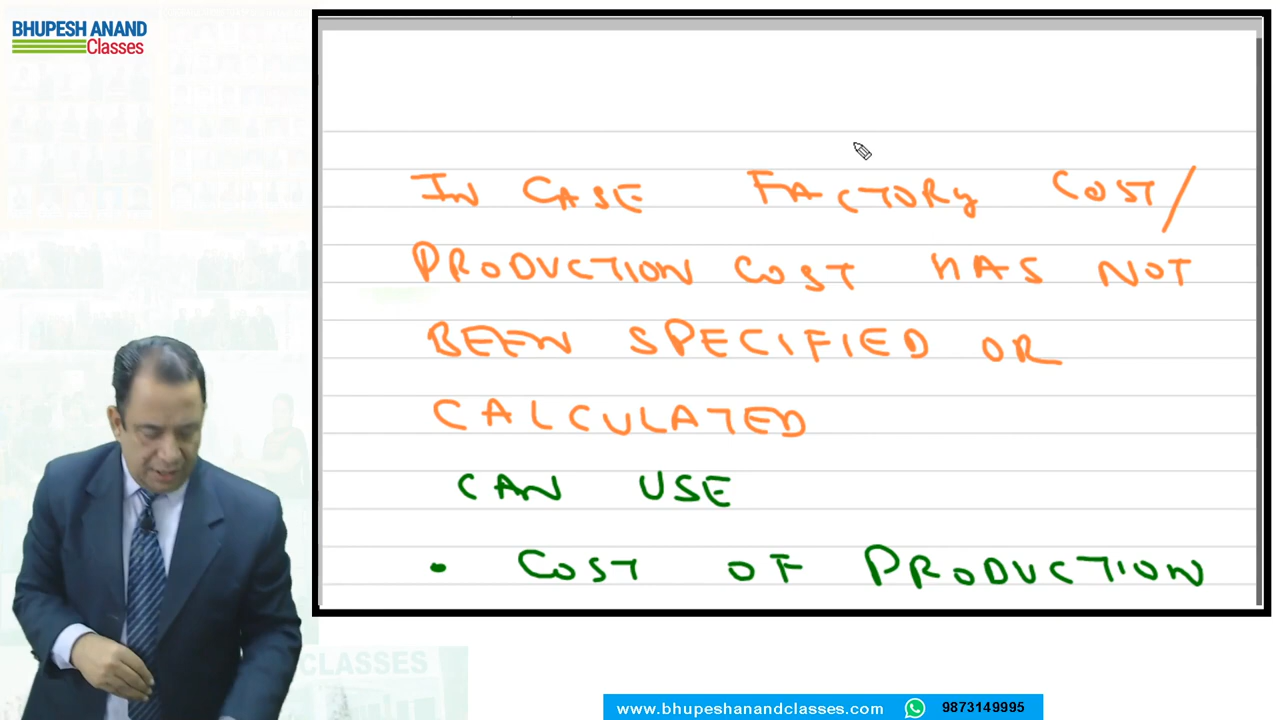 BHUPESH ANAND
Classes
IN CASE FACTORY COST/
PRODUCTION COST HAS NOT
BEEN SPECIFIED OR
CALCULATED
CAN USE
• COST OF PRODUCTION
CLASSES
www.bhupeshanandclasses.com 9873149995